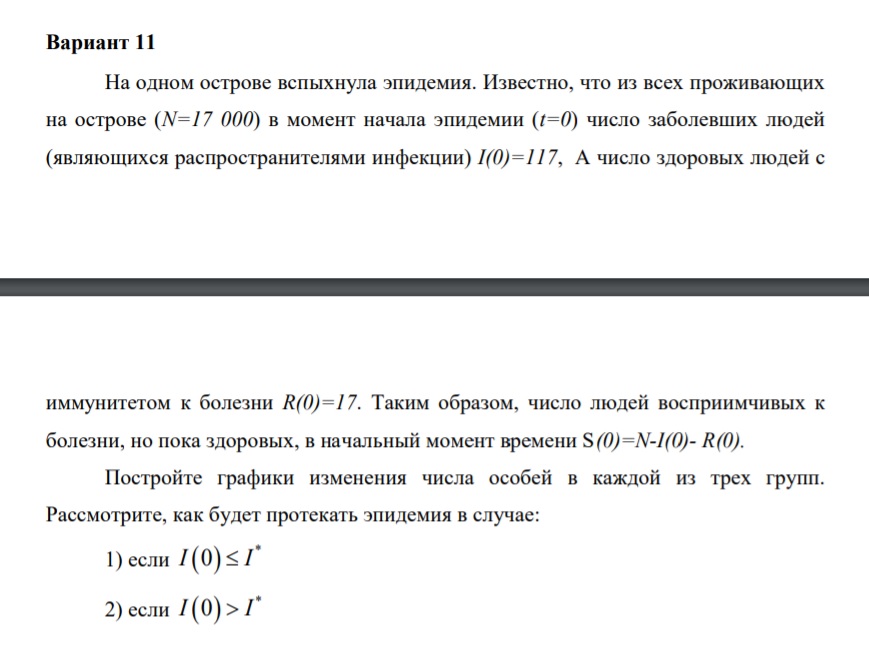 Вариант 11
На одном острове вспыхнула эпидемия. Известно, что из всех проживающих
на острове (N=17 000) в момент начала эпидемии (t=0) число заболевших людей
(являющихся распространителями инфекции) I(0)=117, А число здоровых людей с
иммунитетом к болезни R(0)=17. Таким образом, число людей восприимчивых к
болезни, но пока здоровых, в начальный момент времени S(0)=N-I(0)- R(0).
Постройте графики изменения числа особей в каждой из трех групп.
Рассмотрите, как будет протекать эпидемия в случае:
1) если I(0) ≤ I*
2) если I(0) > I*